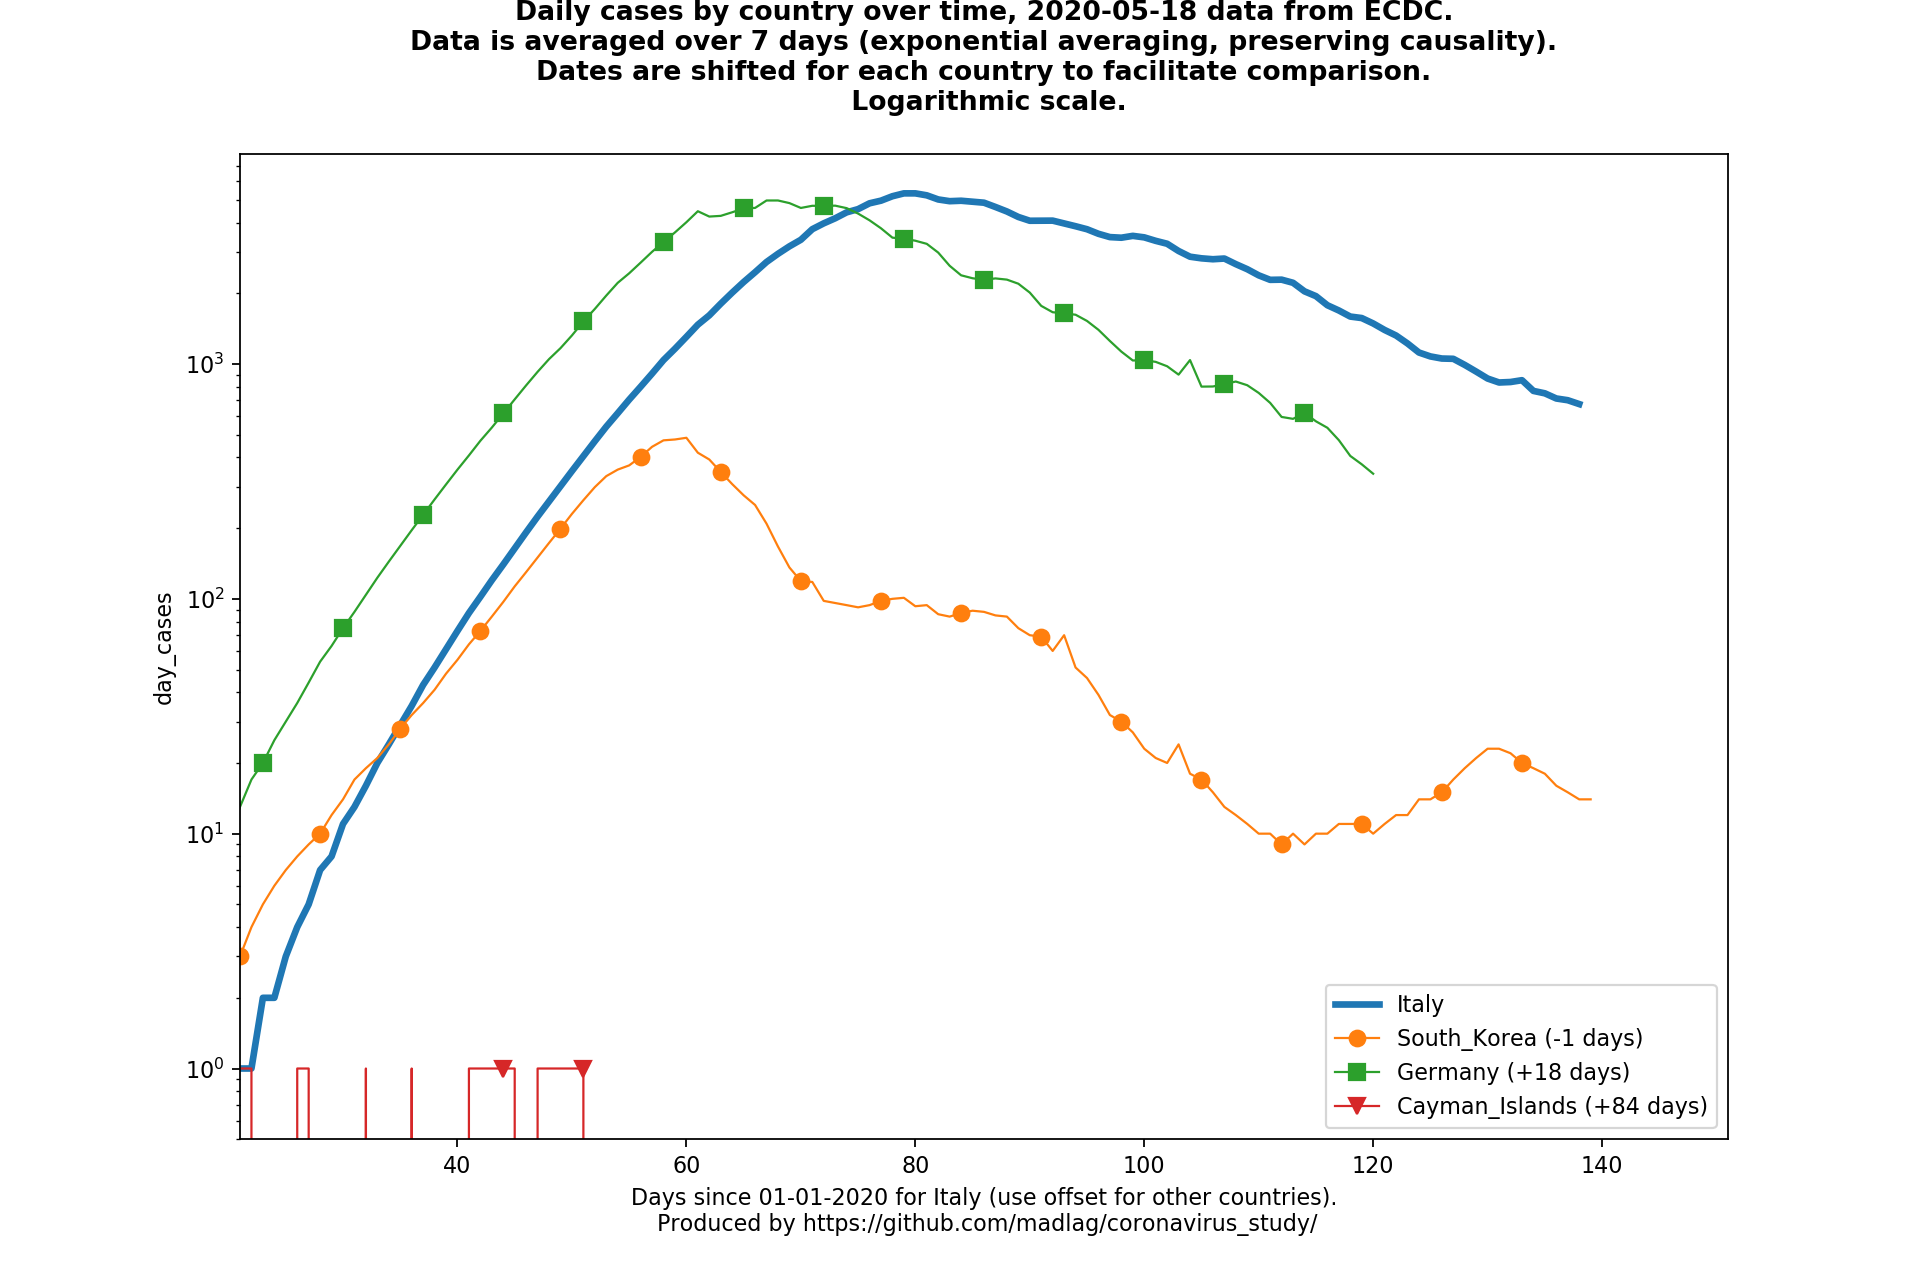 Daily cases by country over time, 2020-05-18 data from ECDC.
Data is averaged over 7 days (exponential averaging, preserving causality).
Dates are shifted for each country to facilitate comparison.
Logarithmic scale.
day_cases
10³
10²
10¹
10⁰
Italy
South_Korea (-1 days)
Germany (+18 days)
Cayman_Islands (+84 days)
40 60 80 100 120 140
Days since 01-01-2020 for Italy (use offset for other countries).
Produced by https://github.com/madlag/coronavirus_study/